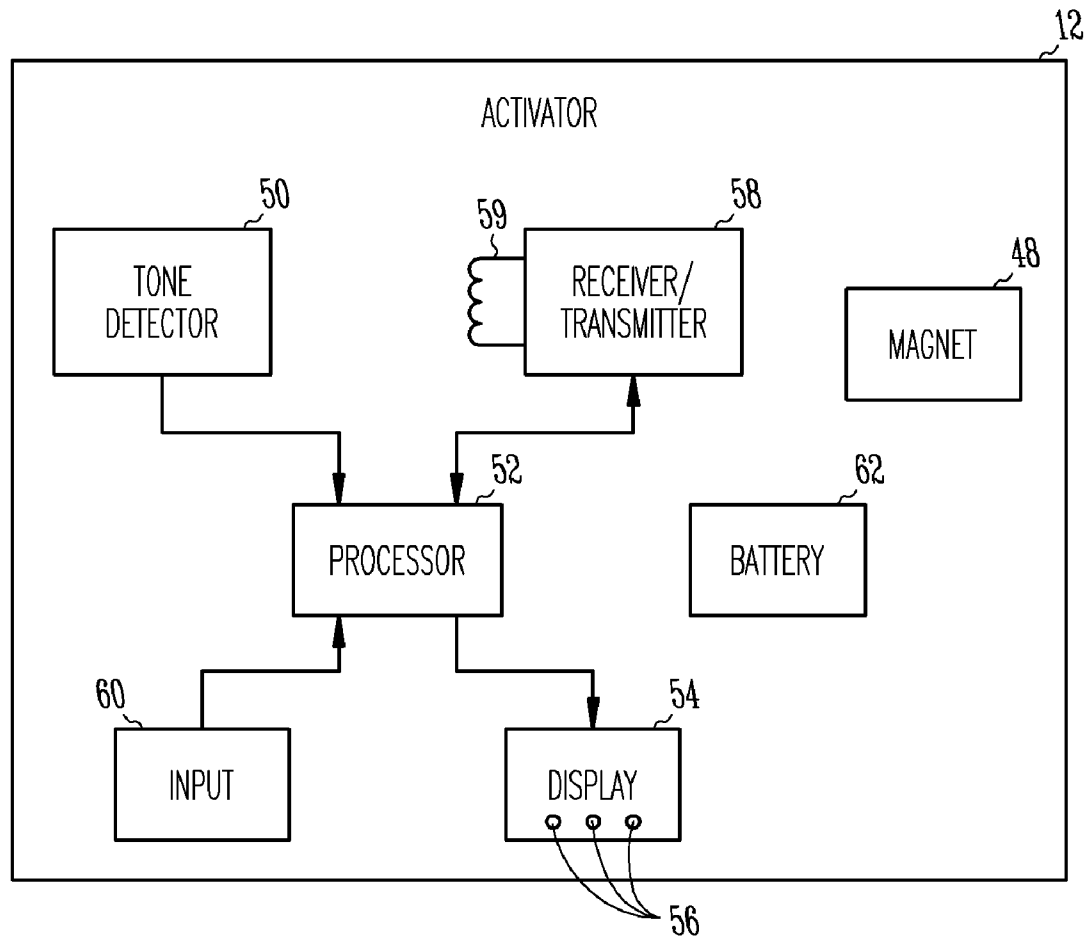 12
ACTIVATOR
50
TONE
DETECTOR
59
58
RECEIVER/
TRANSMITTER
48
MAGNET
52
PROCESSOR
62
BATTERY
60
INPUT
54
DISPLAY
56